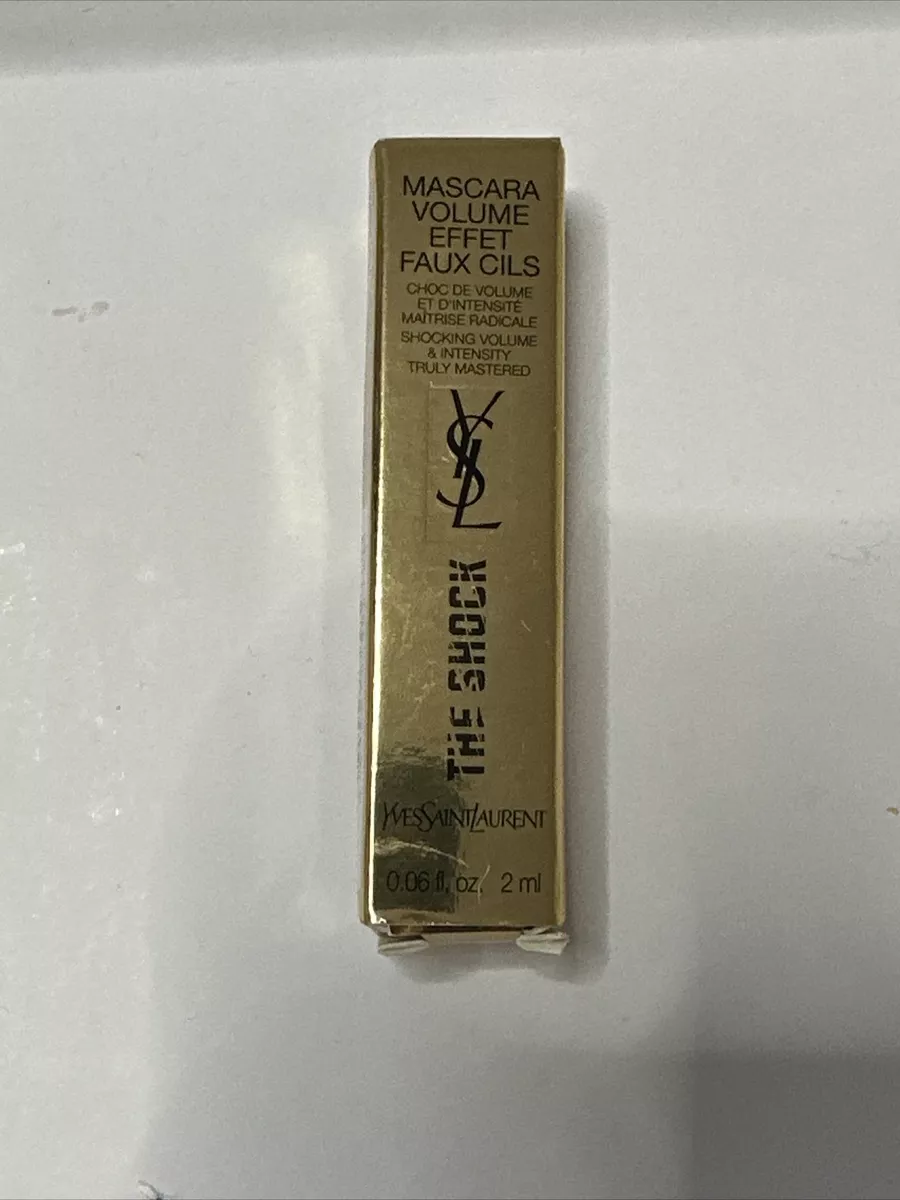 MASCARA
VOLUME
EFFET
FAUX CILS
CHOC DE VOLUME
ET D'INTENSITÉ
MAÎTRISE RADICALE
SHOCKING VOLUME
& INTENSITY
TRULY MASTERED
YSL
THE SHOCK
YVESSAINTLAURENT
0.06 fl, oz. 2 ml